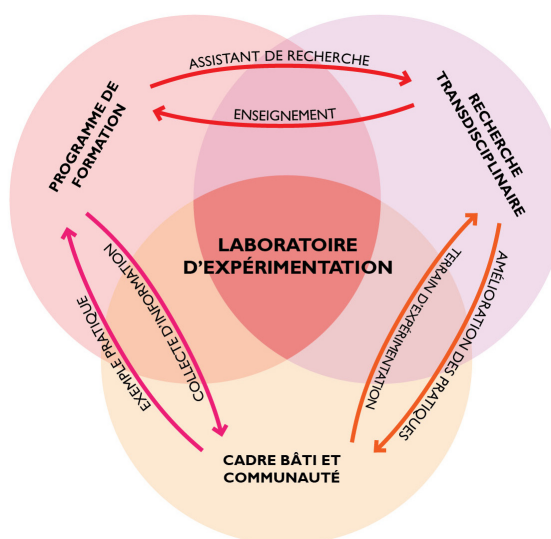 ASSISTANT DE RECHERCHE
ENSEIGNEMENT
PROGRAMME DE
FORMATION
RECHERCHE
TRANSDISCIPLINAIRE
LABORATOIRE
D'EXPÉRIMENTATION
EXEMPLE PRATIQUE
COLLECTE D'INFORMATION
TERRAIN D'EXPÉRIMENTATION
AMÉLIORATION DES PRATIQUES
CADRE BÂTI ET
COMMUNAUTÉ